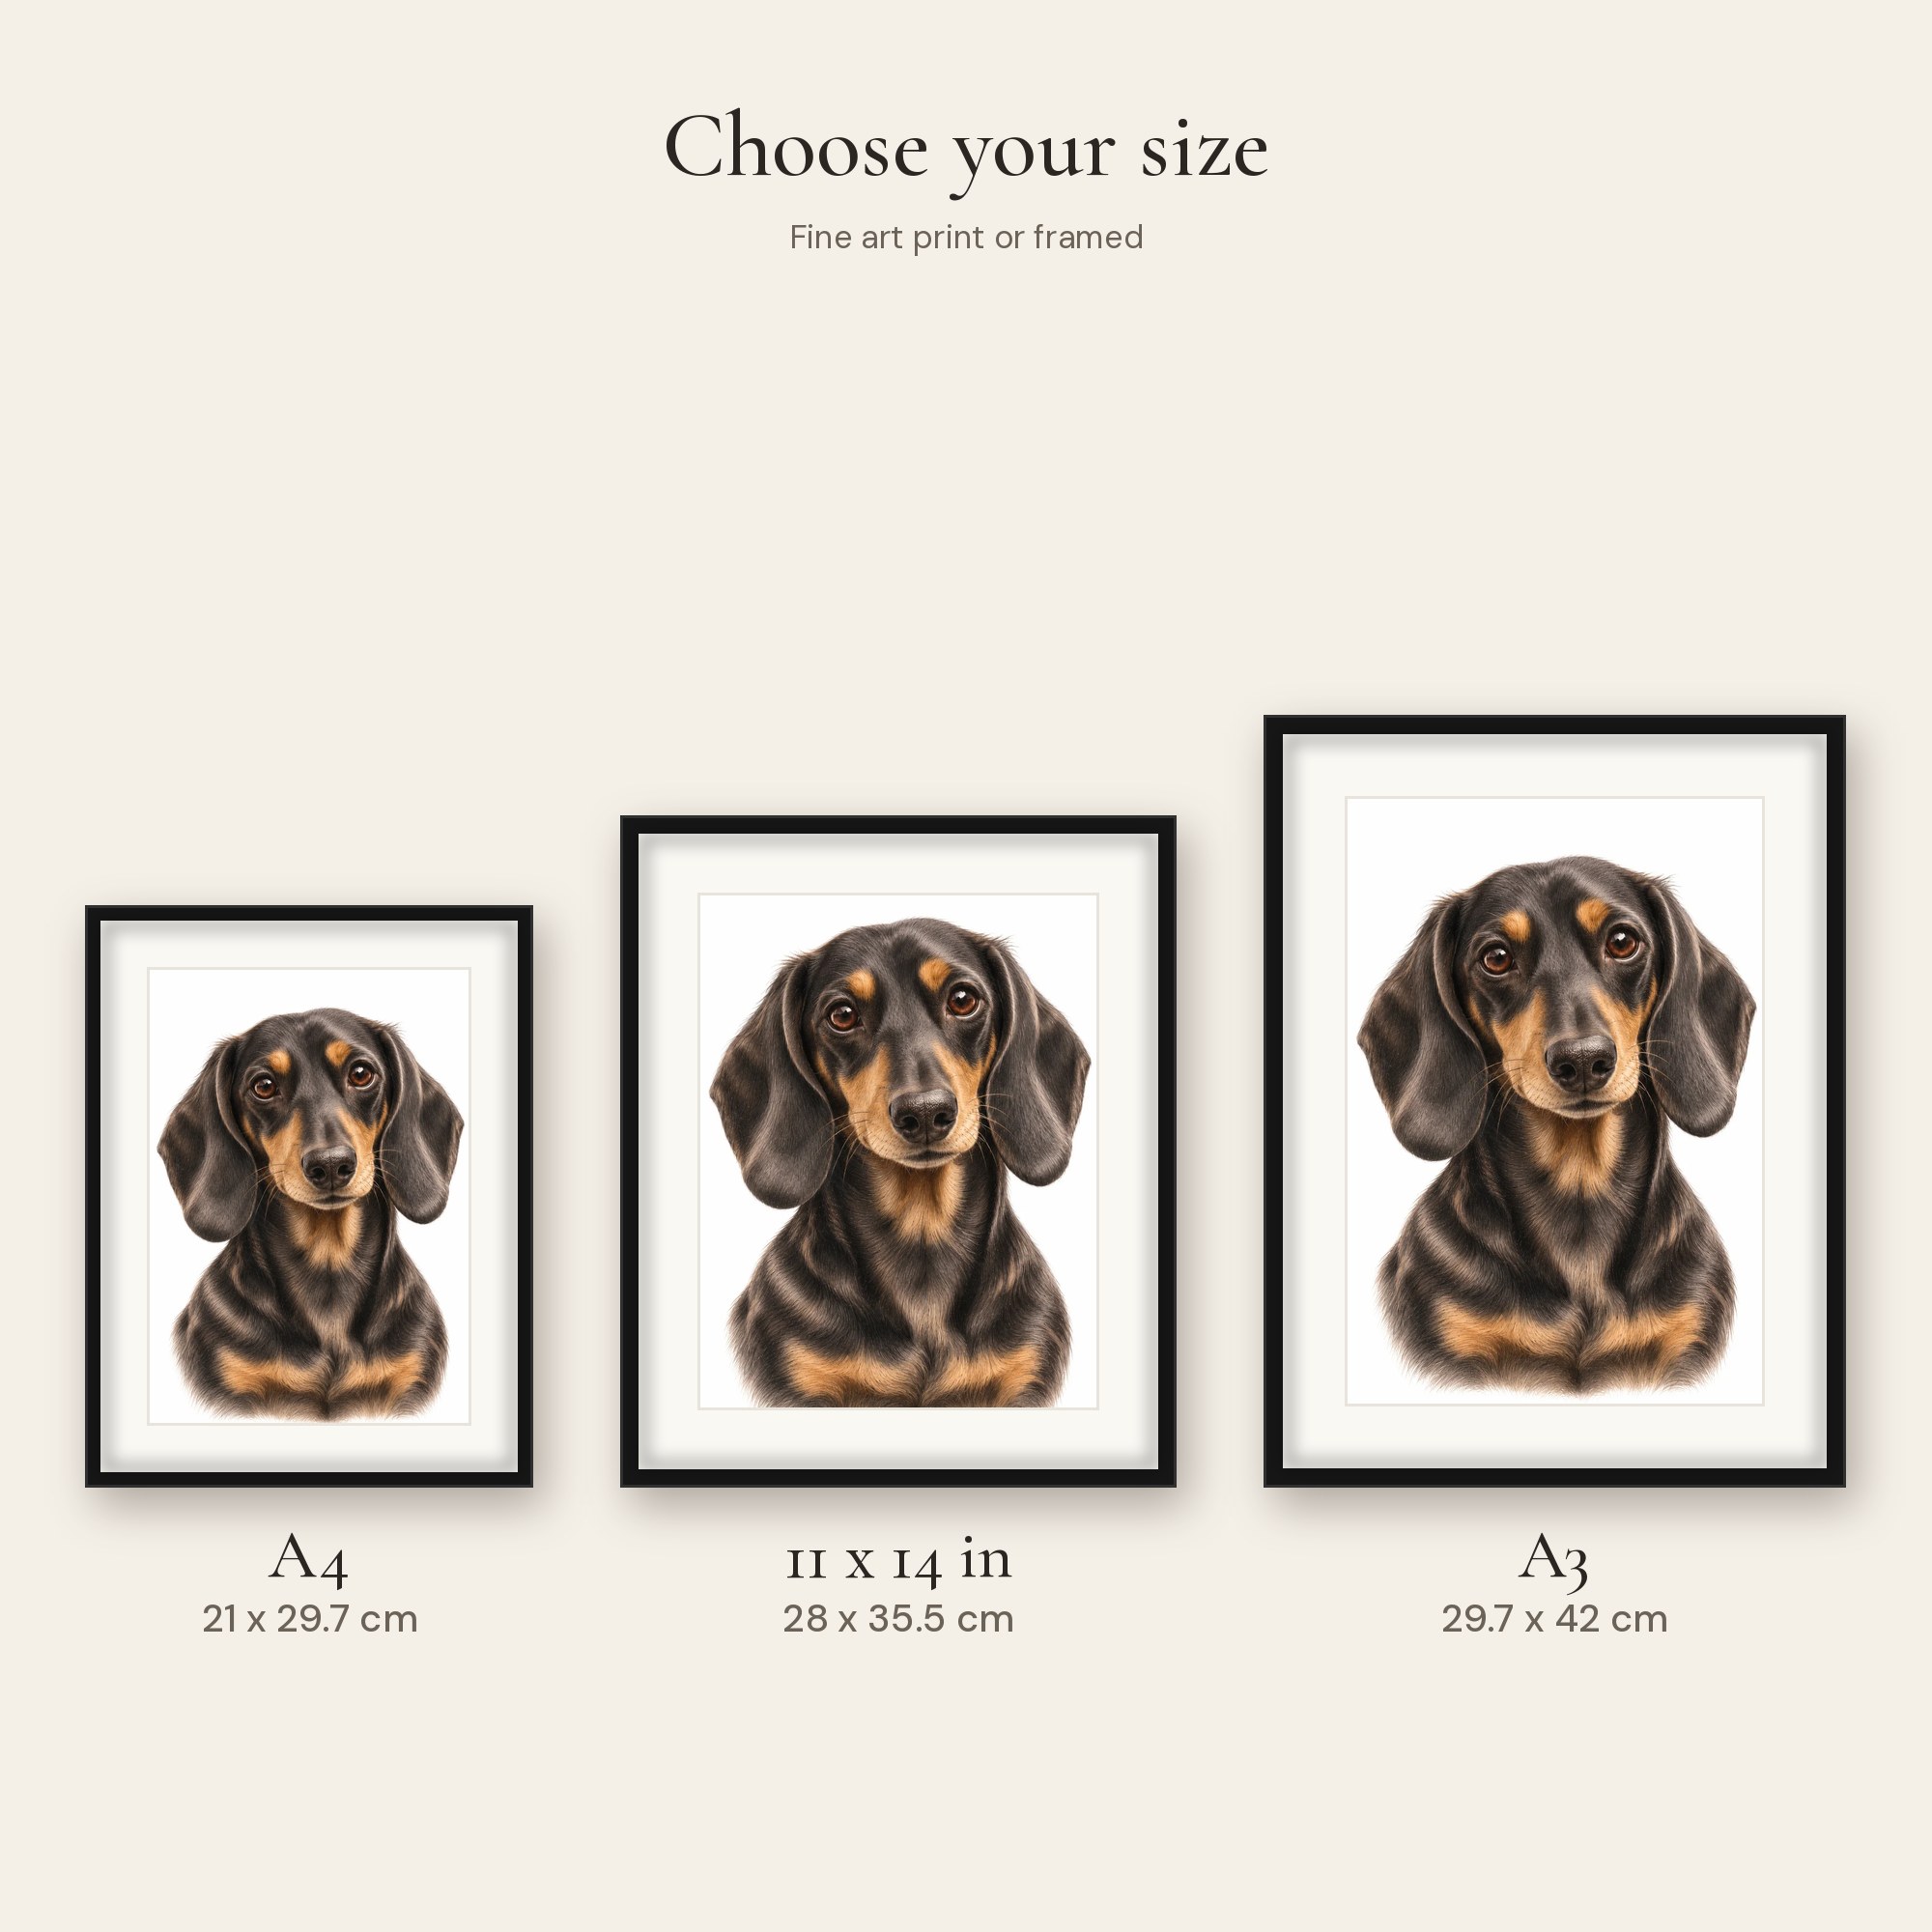 Choose your size
Fine art print or framed
A4
11 x 14 in
A3
21 x 29.7 cm
28 x 35.5 cm
29.7 x 42 cm